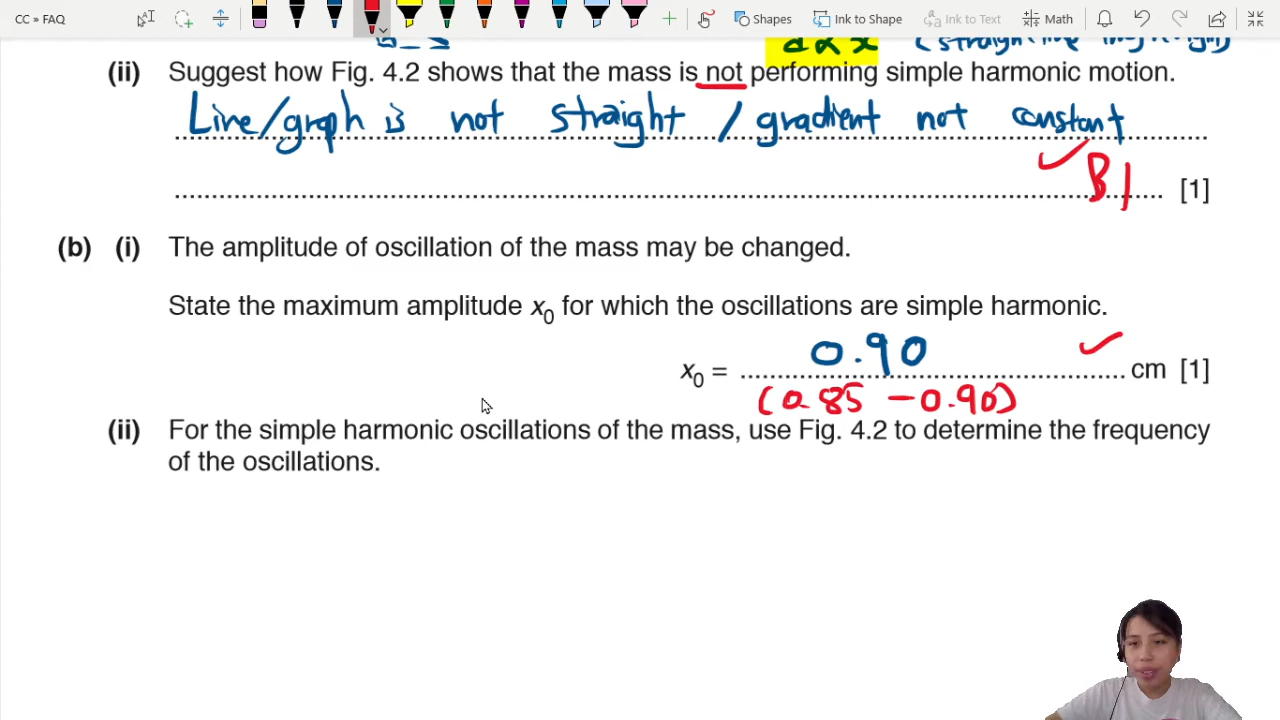 CC » FAQ
Shapes
Ink to Shape
Ink to Text
Math
a α x (straight line
(ii) Suggest how Fig. 4.2 shows that the mass is not performing simple harmonic motion.
Line/graph is not straight / gradient not constant
B1
[1]
(b) (i) The amplitude of oscillation of the mass may be changed.
State the maximum amplitude x₀ for which the oscillations are simple harmonic.
x₀ = 0.90 cm [1]
(0.85 – 0.90)
(ii) For the simple harmonic oscillations of the mass, use Fig. 4.2 to determine the frequency
of the oscillations.